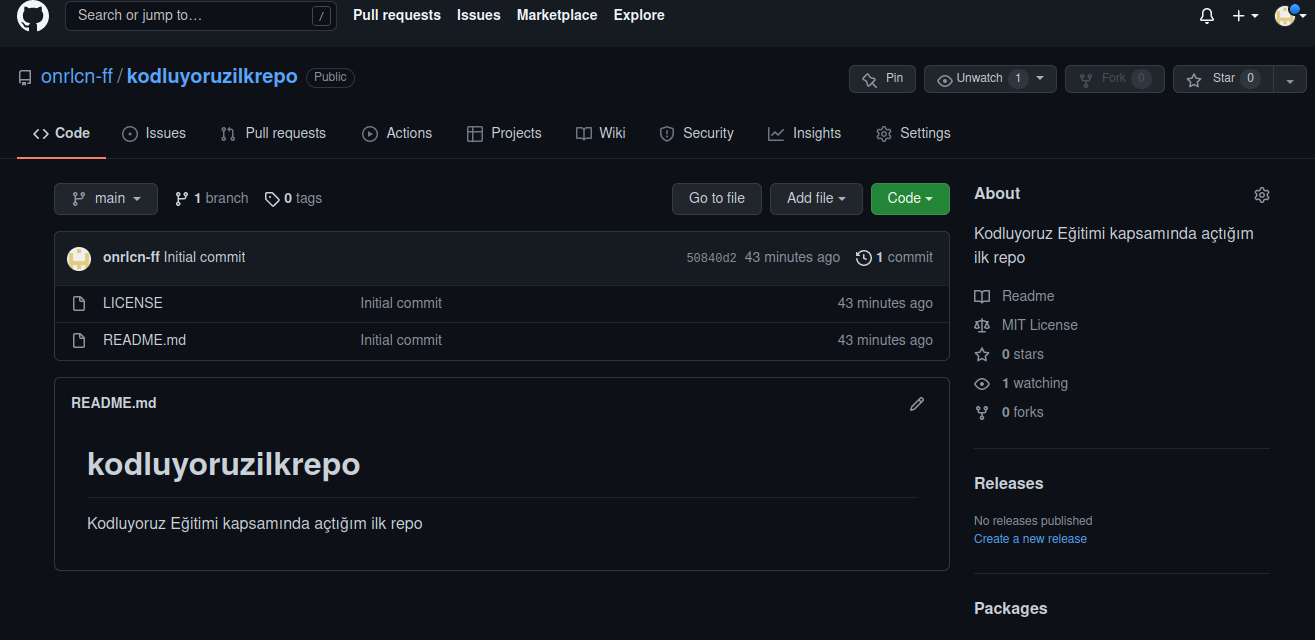 Search or jump to… /
Pull requests Issues Marketplace Explore
onrlcn-ff / kodluyoruzilkrepo Public
Pin Unwatch 1 Fork 0 Star 0
Code Issues Pull requests Actions Projects Wiki Security Insights Settings
main 1 branch 0 tags Go to file Add file Code
onrlcn-ff Initial commit 50840d2 43 minutes ago 1 commit
LICENSE Initial commit 43 minutes ago
README.md Initial commit 43 minutes ago
README.md
kodluyoruzilkrepo
Kodluyoruz Eğitimi kapsamında açtığım ilk repo
About
Kodluyoruz Eğitimi kapsamında açtığım
ilk repo
Readme
MIT License
0 stars
1 watching
0 forks
Releases
No releases published
Create a new release
Packages